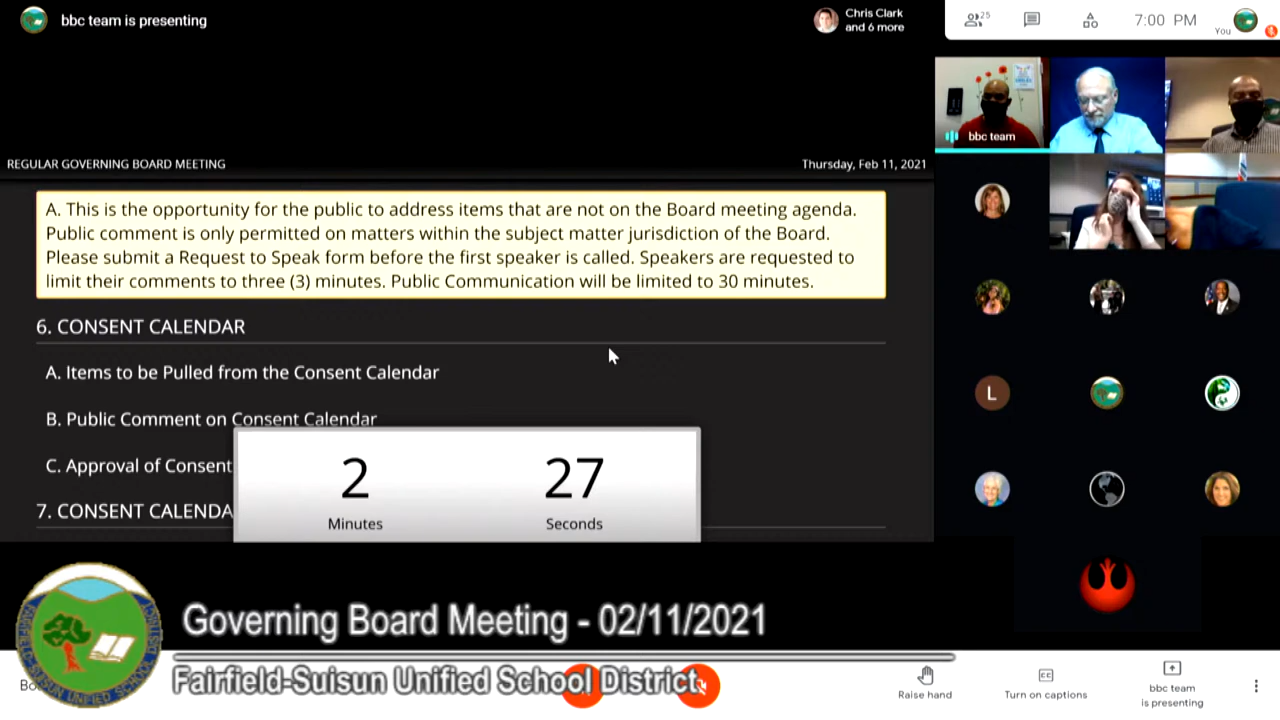 bbc team is presenting
Chris Clark
and 6 more
25
7:00 PM
You
bbc team
REGULAR GOVERNING BOARD MEETING
Thursday, Feb 11, 2021
A. This is the opportunity for the public to address items that are not on the Board meeting agenda.
Public comment is only permitted on matters within the subject matter jurisdiction of the Board.
Please submit a Request to Speak form before the first speaker is called. Speakers are requested to
limit their comments to three (3) minutes. Public Communication will be limited to 30 minutes.
6. CONSENT CALENDAR
A. Items to be Pulled from the Consent Calendar
B. Public Comment on Consent Calendar
C. Approval of Consent
7. CONSENT CALENDA
2
27
Minutes
Seconds
L
Governing Board Meeting - 02/11/2021
Fairfield-Suisun Unified School District
FAIRFIELD-SUISUN UNIFIED SCHOOL DISTRICT
Raise hand
CC
Turn on captions
bbc team
is presenting